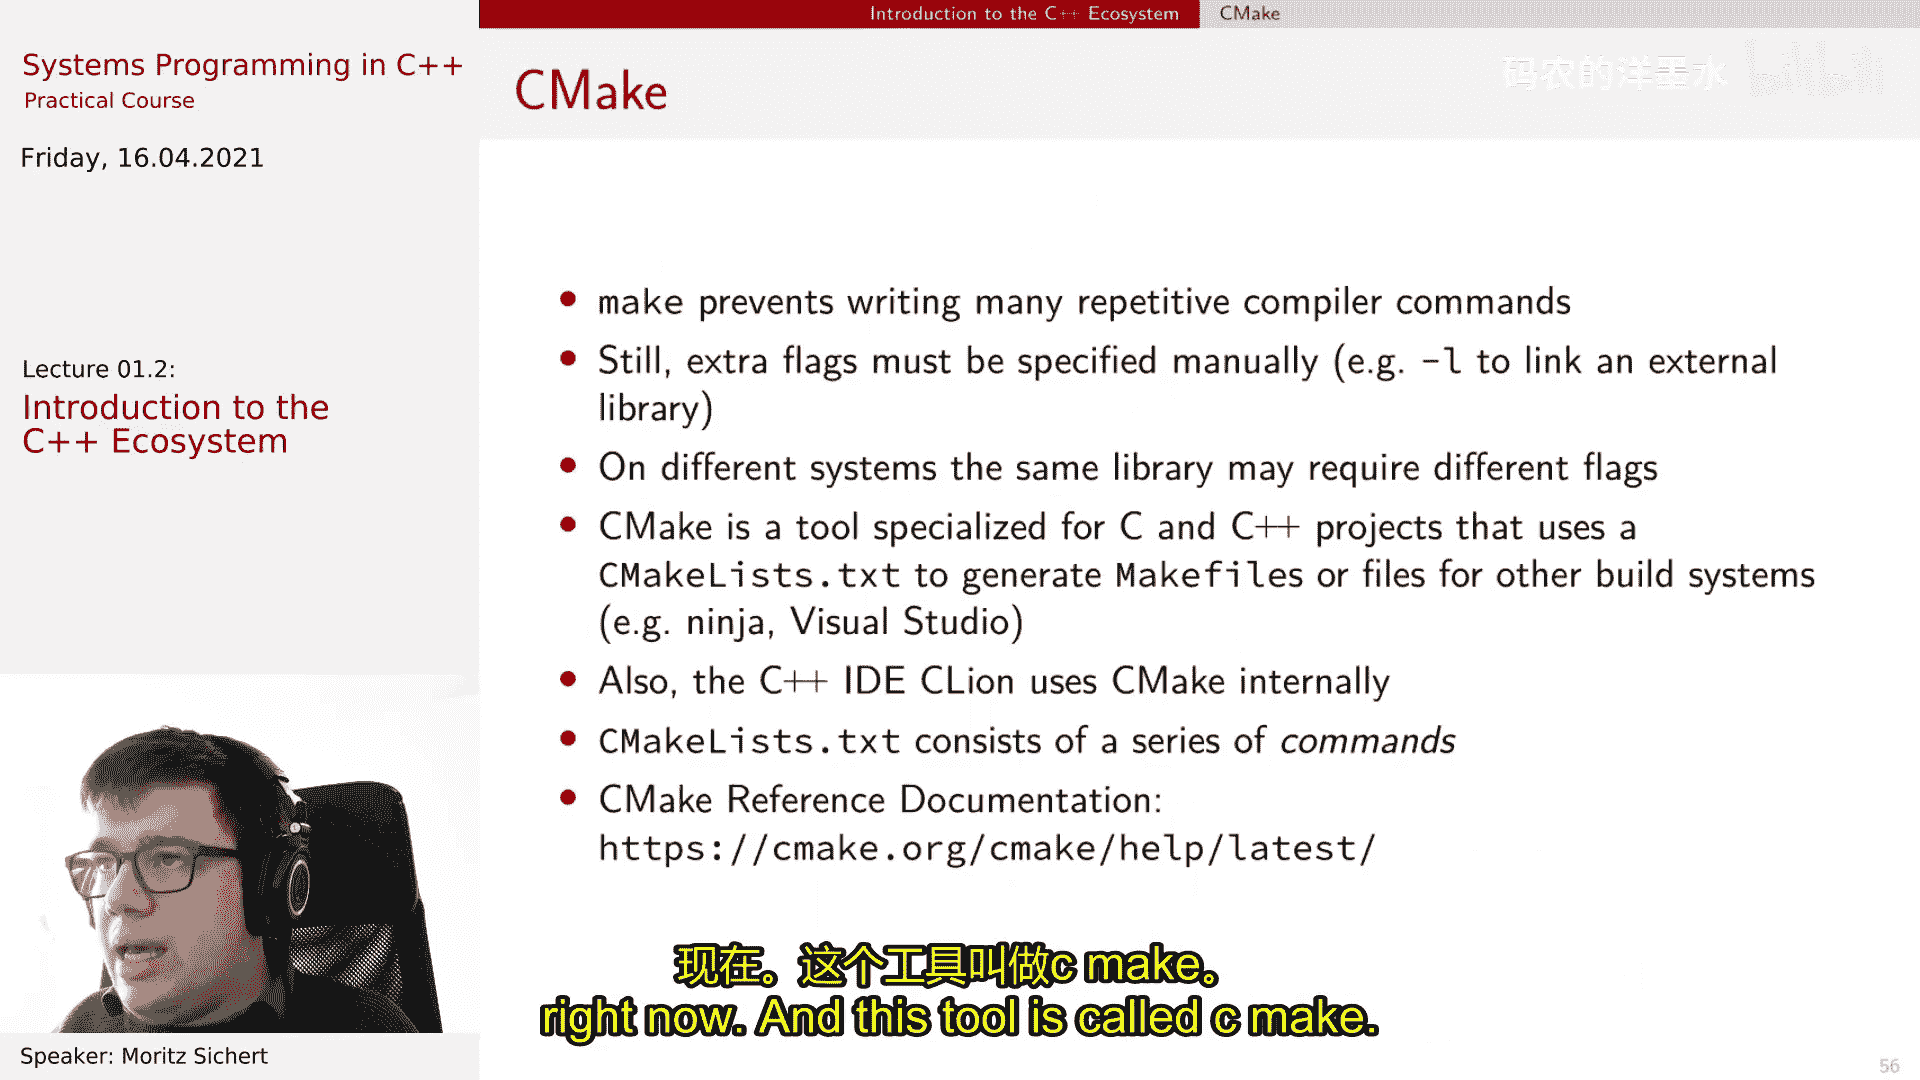 Introduction to the C++ Ecosystem CMake
Systems Programming in C++
Practical Course
Friday, 16.04.2021
Lecture 01.2:
Introduction to the
C++ Ecosystem
CMake
码农的洋墨水
• make prevents writing many repetitive compiler commands
• Still, extra flags must be specified manually (e.g. -l to link an external
library)
• On different systems the same library may require different flags
• CMake is a tool specialized for C and C++ projects that uses a
CMakeLists.txt to generate Makefiles or files for other build systems
(e.g. ninja, Visual Studio)
• Also, the C++ IDE CLion uses CMake internally
• CMakeLists.txt consists of a series of commands
• CMake Reference Documentation:
https://cmake.org/cmake/help/latest/
现在。这个工具叫做c make。
right now. And this tool is called c make.
Speaker: Moritz Sichert
56